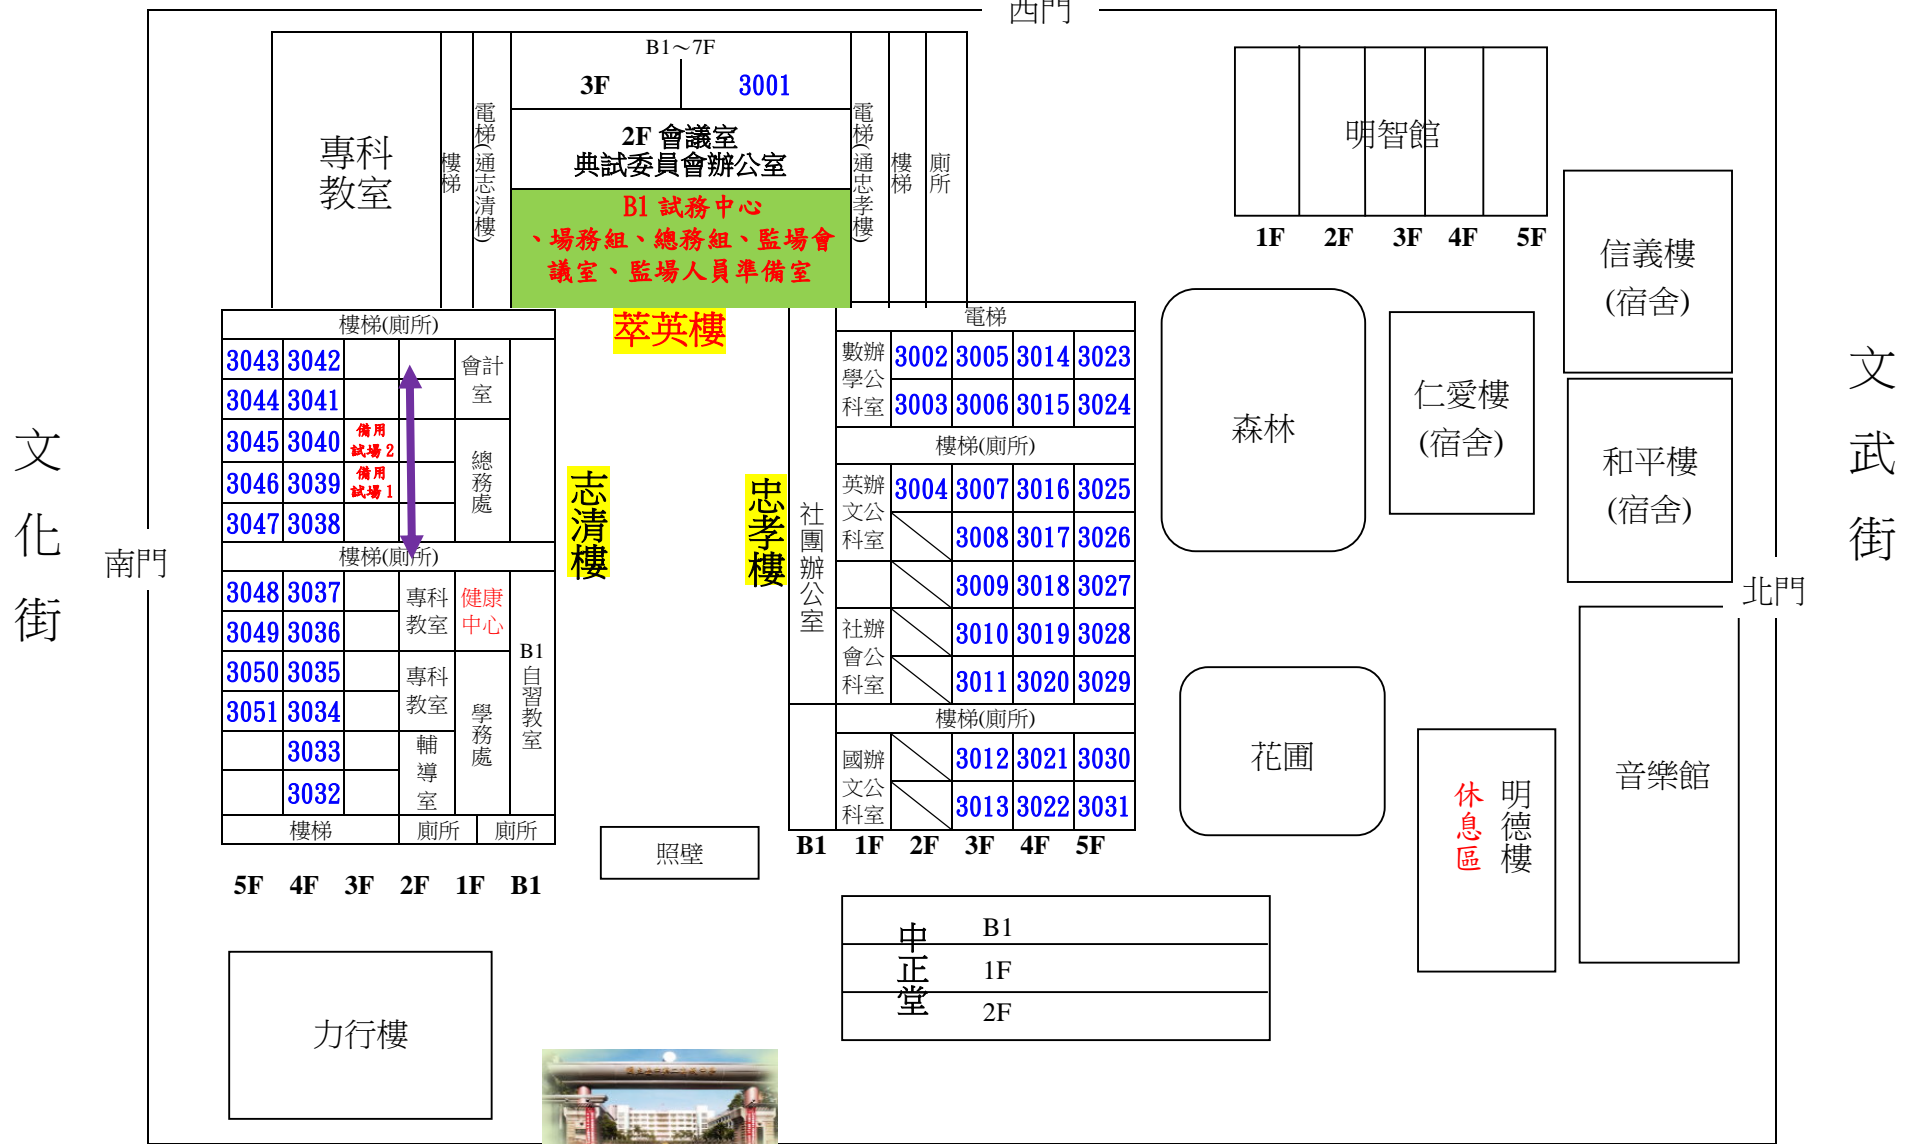 西門
B1～7F
3F 3001
2F 會議室
典試委員會辦公室
B1 試務中心
、場務組、總務組、監場會
議室、監場人員準備室
萃英樓
專科
教室
樓梯
電梯(通志清樓)
電梯(通忠孝樓)
樓梯
廁所
明智館
1F 2F 3F 4F 5F
信義樓
(宿舍)
仁愛樓
(宿舍)
和平樓
(宿舍)
森林
花圃
音樂館
明德樓
休息區
文武街
北門
文化街
南門
志清樓
樓梯(廁所)
3043 3042
3044 3041
3045 3040 備用
試場2
3046 3039 備用
試場1
3047 3038
會計
室
總務處
樓梯(廁所)
3048 3037
3049 3036
3050 3035
3051 3034
3033
3032
專科
教室
健康
中心
專科
教室
輔導室
學務處
B1
自習教室
樓梯 廁所 廁所
5F 4F 3F 2F 1F B1
忠孝樓
社團辦公室
電梯
數辦
學公
科室
3002 3005 3014 3023
3003 3006 3015 3024
樓梯(廁所)
英辦
文公
科室
3004 3007 3016 3025
3008 3017 3026
3009 3018 3027
社辦
會公
科室
3010 3019 3028
3011 3020 3029
樓梯(廁所)
國辦
文公
科室
3012 3021 3030
3013 3022 3031
B1 1F 2F 3F 4F 5F
照壁
中正堂
B1
1F
2F
力行樓